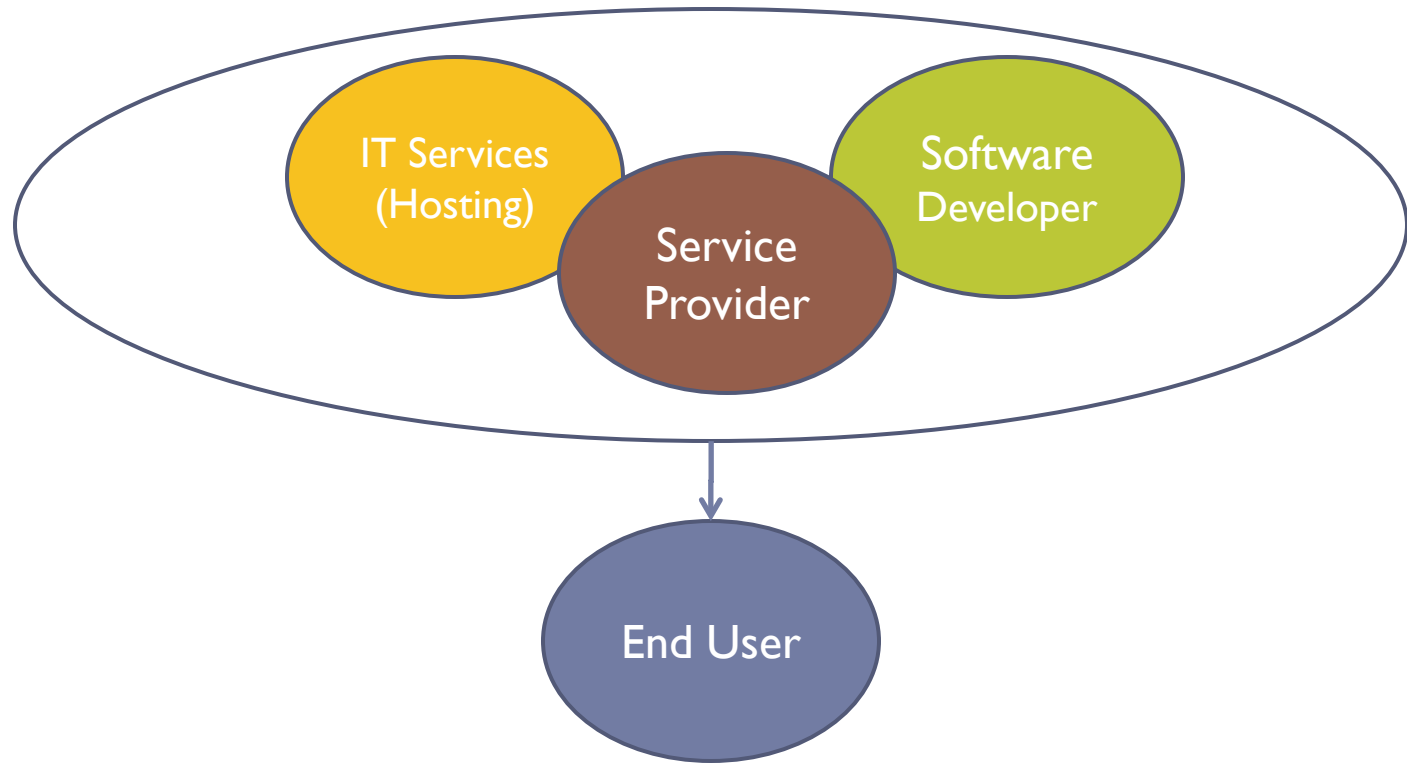 IT Services
(Hosting)
Software
Developer
Service
Provider
End User